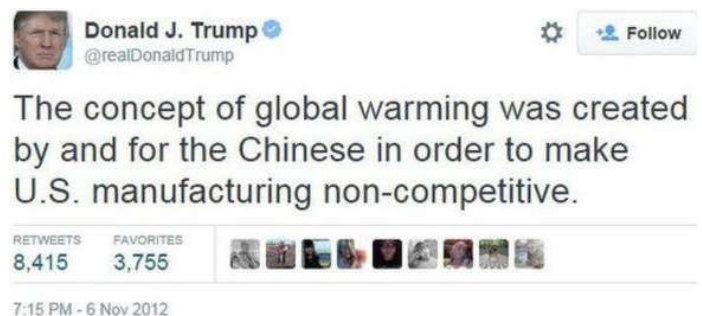 Donald J. Trump
@realDonaldTrump
Follow
The concept of global warming was created
by and for the Chinese in order to make
U.S. manufacturing non-competitive.
RETWEETS FAVORITES
8,415 3,755
7:15 PM - 6 Nov 2012